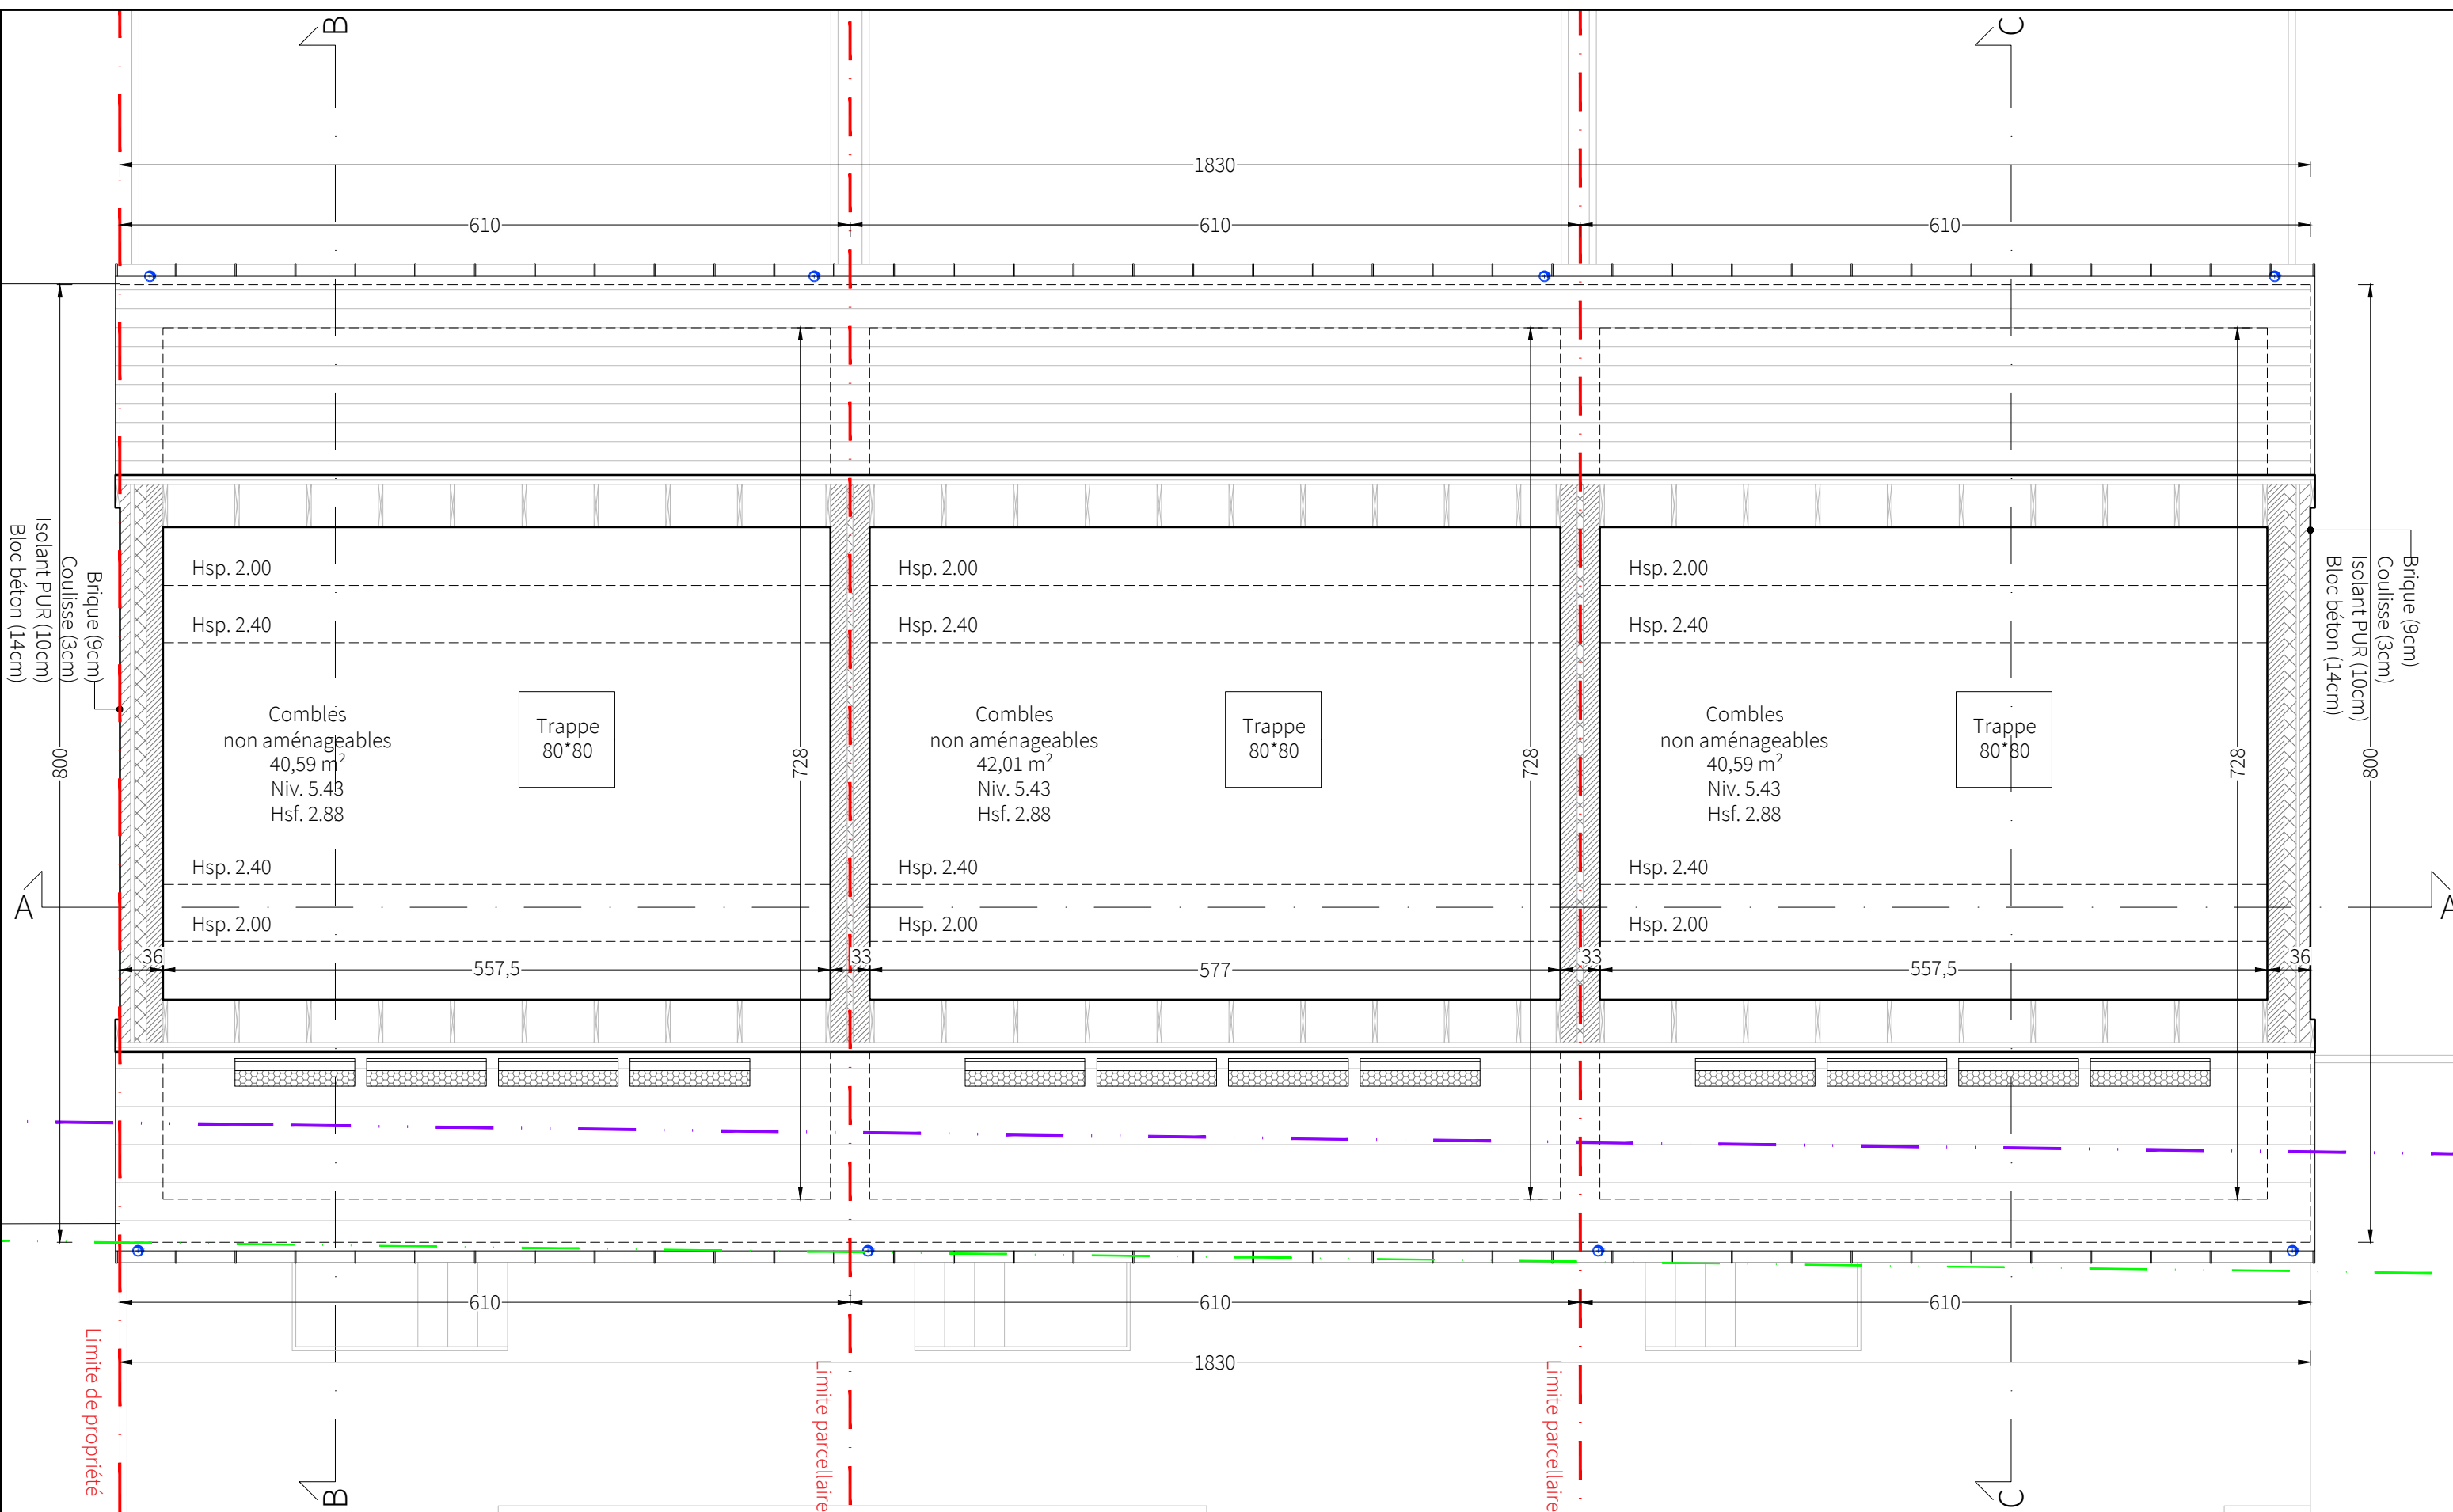 B
C
1830
610
610
610
Hsp. 2.00
Hsp. 2.00
Hsp. 2.00
Hsp. 2.40
Hsp. 2.40
Hsp. 2.40
Brique (9cm)
Coulisse (3cm)
Isolant PUR (10cm)
Bloc béton (14cm)
Brique (9cm)
Coulisse (3cm)
Isolant PUR (10cm)
Bloc béton (14cm)
800
Combles
non aménageables
40,59 m²
Niv. 5.43
Hsf. 2.88
Trappe
80*80
728
Combles
non aménageables
42,01 m²
Niv. 5.43
Hsf. 2.88
Trappe
80*80
728
Combles
non aménageables
40,59 m²
Niv. 5.43
Hsf. 2.88
Trappe
80*80
728
800
Hsp. 2.40
Hsp. 2.40
Hsp. 2.40
A
A
Hsp. 2.00
Hsp. 2.00
Hsp. 2.00
36
557,5
33
577
33
557,5
36
610
610
610
1830
Limite de propriété
Limite parcellaire
Limite parcellaire
B
C